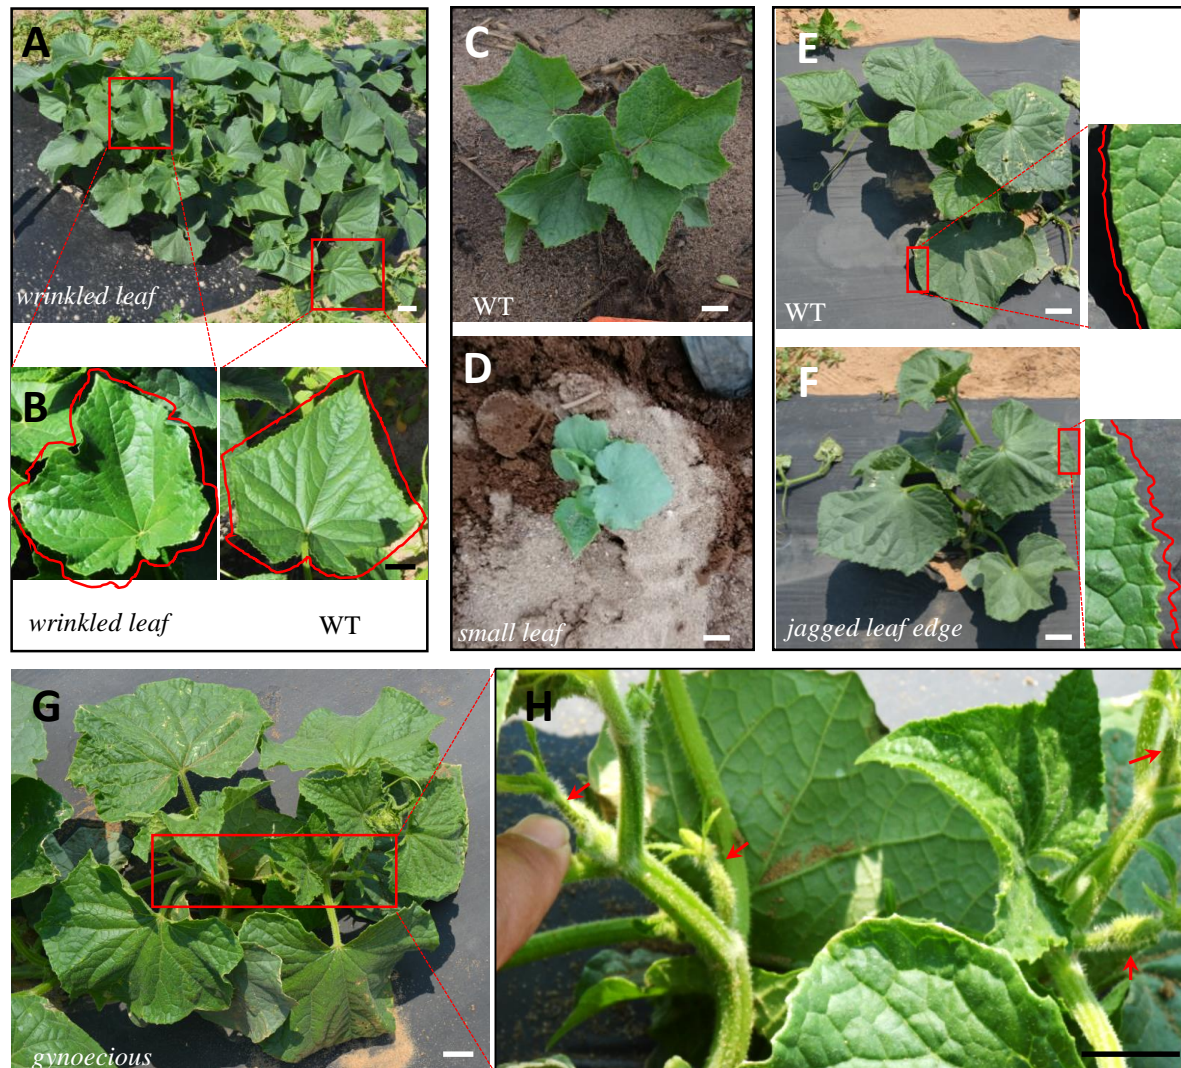 A
wrinkled leaf
B
wrinkled leaf
WT
C
WT
D
small leaf
E
WT
F
jagged leaf edge
G
gynoecious
H